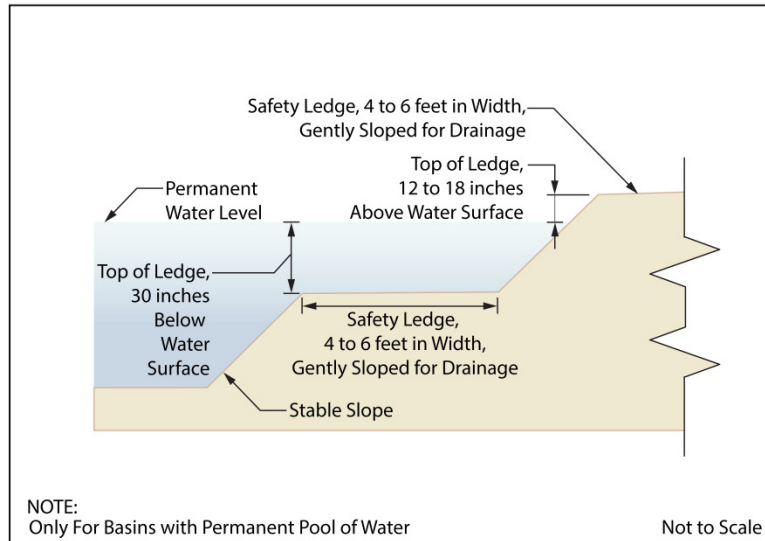 Safety Ledge, 4 to 6 feet in Width,
Gently Sloped for Drainage
Top of Ledge,
12 to 18 inches
Above Water Surface
Permanent
Water Level
Top of Ledge,
30 inches
Below
Water
Surface
Safety Ledge,
4 to 6 feet in Width,
Gently Sloped for Drainage
Stable Slope
NOTE:
Only For Basins with Permanent Pool of Water
Not to Scale